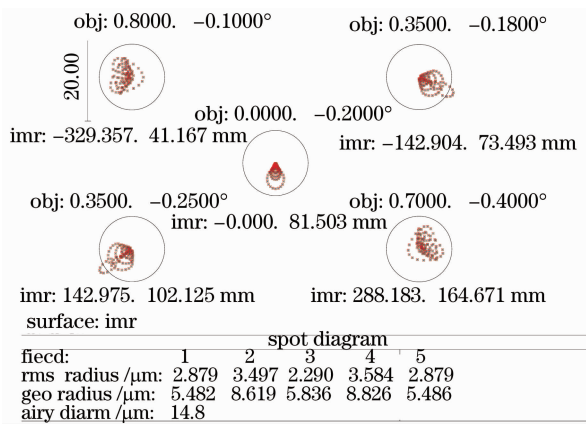 obj: 0.8000. −0.1000°
obj: 0.3500. −0.1800°
20.00
obj: 0.0000. −0.2000°
imr: −329.357. 41.167 mm
imr: −142.904. 73.493 mm
obj: 0.3500. −0.2500°
obj: 0.7000. −0.4000°
imr: −0.000. 81.503 mm
imr: 142.975. 102.125 mm
imr: 288.183. 164.671 mm
surface: imr
spot diagram
fiecd: 1 2 3 4 5
rms radius /μm: 2.879 3.497 2.290 3.584 2.879
geo radius /μm: 5.482 8.619 5.836 8.826 5.486
airy diarm /μm: 14.8